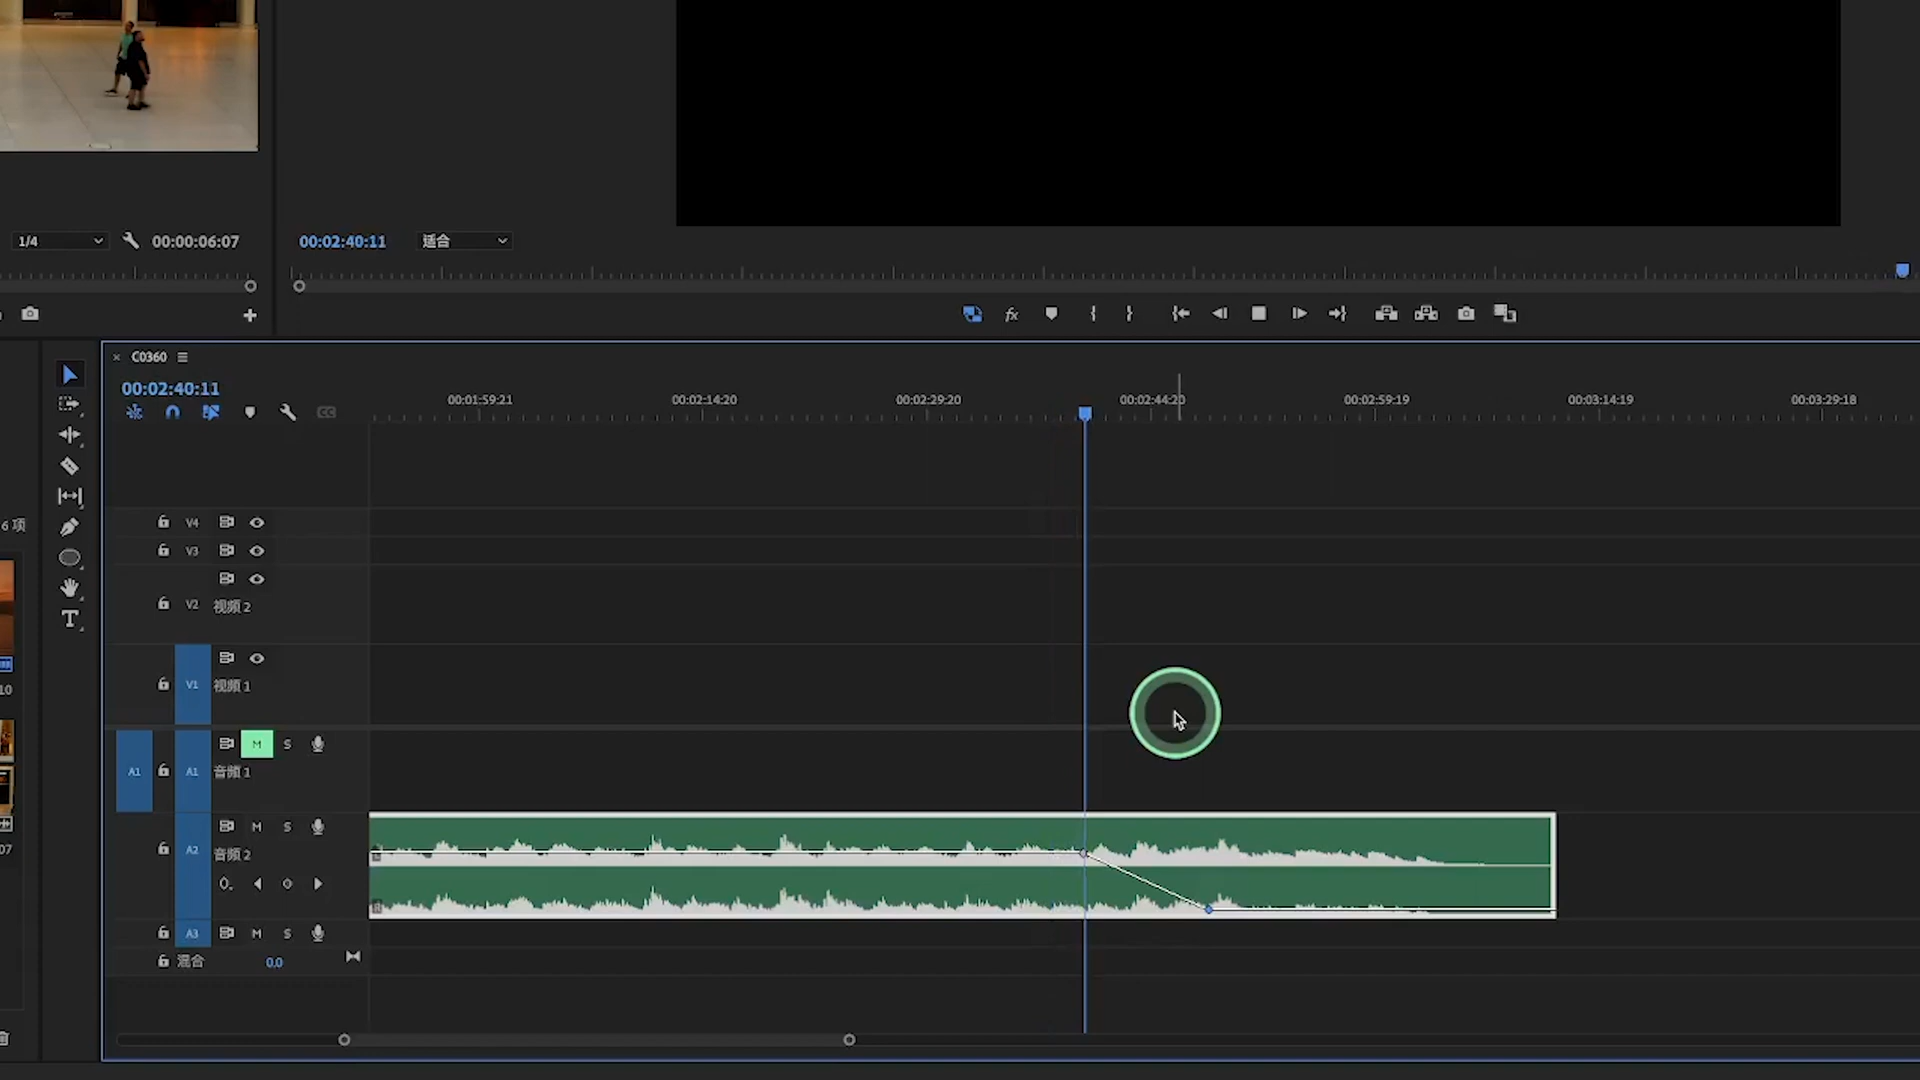 1/4
00:00:06:07
00:02:40:11
适合
fx
C0360
00:02:40:11
00:01:59:21
00:02:14:20
00:02:29:20
00:02:44:20
00:02:59:19
00:03:14:19
00:03:29:18
6 项
V4
V3
V2 视频 2
V1 视频 1
10
A1 A1 M S 音频 1
A2 M S 音频 2
07
A3 M S
混合 0.0
T